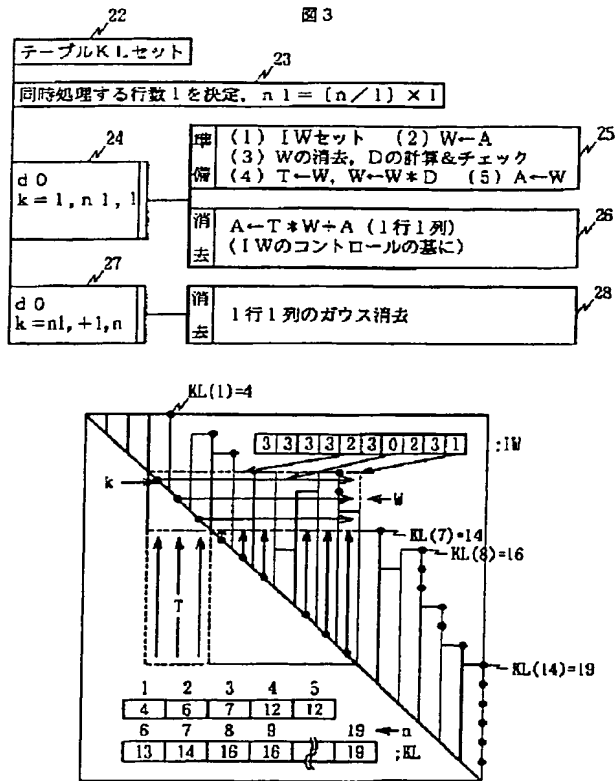 図3
22
テーブルKLセット
23
同時処理する行数lを決定, nl=[n/l]×l
24
dO
k=1,nl,l
25
準備
(1) IWセット (2) W←A
(3) Wの消去, Dの計算&チェック
(4) T←W, W←W*D (5) A←W
26
消去
A←T*W+A (l行l列)
(IWのコントロールの基に)
27
dO
k=nl,+1,n
28
消去
1行1列のガウス消去
KL(1)=4
3 3 3 3 2 3 0 2 3 1 ;IW
k
W
KL(7)=14
KL(8)=16
T
KL(14)=19
1 2 3 4 5
4 6 7 12 12
6 7 8 9 19 ←n
13 14 16 16 19 ;KL